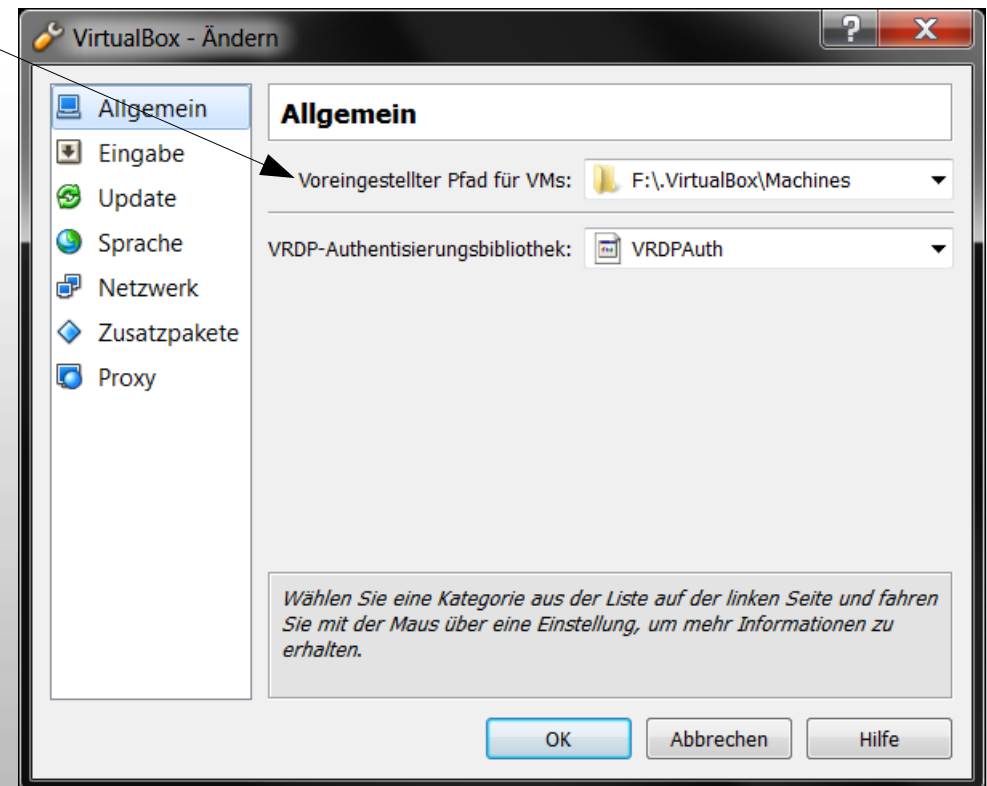 VirtualBox - Ändern
?
X
Allgemein
Eingabe
Update
Sprache
Netzwerk
Zusatzpakete
Proxy
Allgemein
Voreingestellter Pfad für VMs: F:\.VirtualBox\Machines
VRDP-Authentisierungsbibliothek: VRDPAuth
Wählen Sie eine Kategorie aus der Liste auf der linken Seite und fahren
Sie mit der Maus über eine Einstellung, um mehr Informationen zu
erhalten.
OK Abbrechen Hilfe